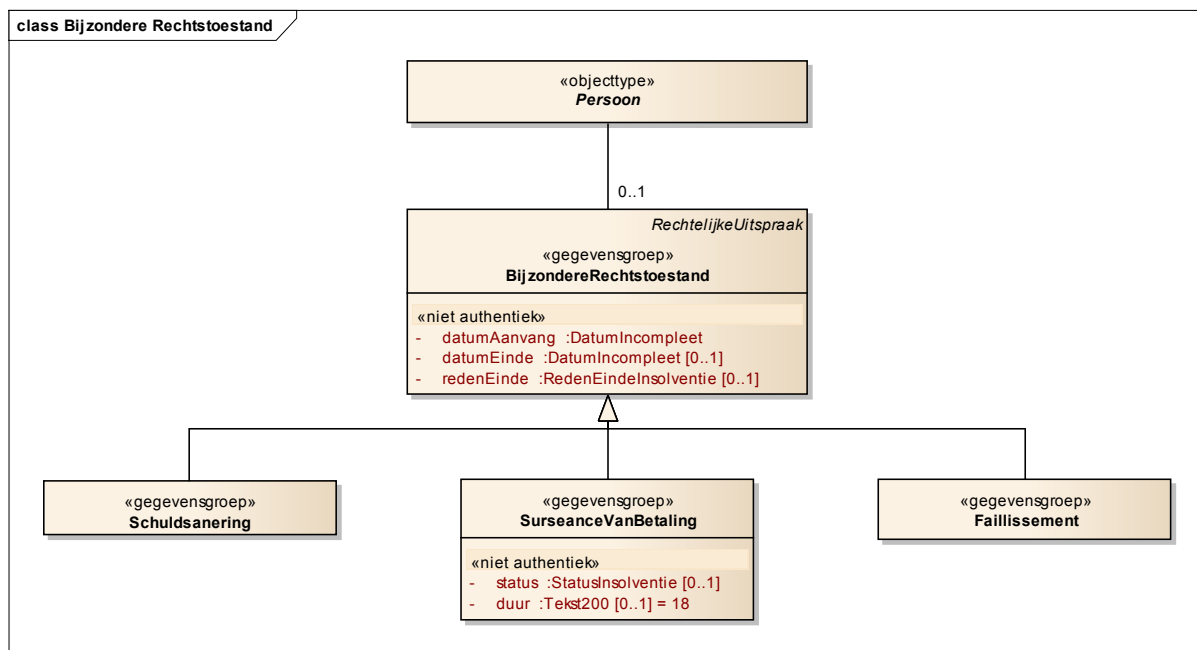 class Bijzondere Rechtstoestand
«objecttype»
Persoon
0..1
RechtelijkeUitspraak
«gegevensgroep»
BijzondereRechtstoestand
«niet authentiek»
- datumAanvang :DatumIncompleet
- datumEinde :DatumIncompleet [0..1]
- redenEinde :RedenEindeInsolventie [0..1]
«gegevensgroep»
Schuldsanering
«gegevensgroep»
SurseanceVanBetaling
«niet authentiek»
- status :StatusInsolventie [0..1]
- duur :Tekst200 [0..1] = 18
«gegevensgroep»
Faillissement